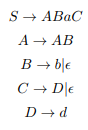 S → ABaC
A → AB
B → b|ϵ
C → D|ϵ
D → d